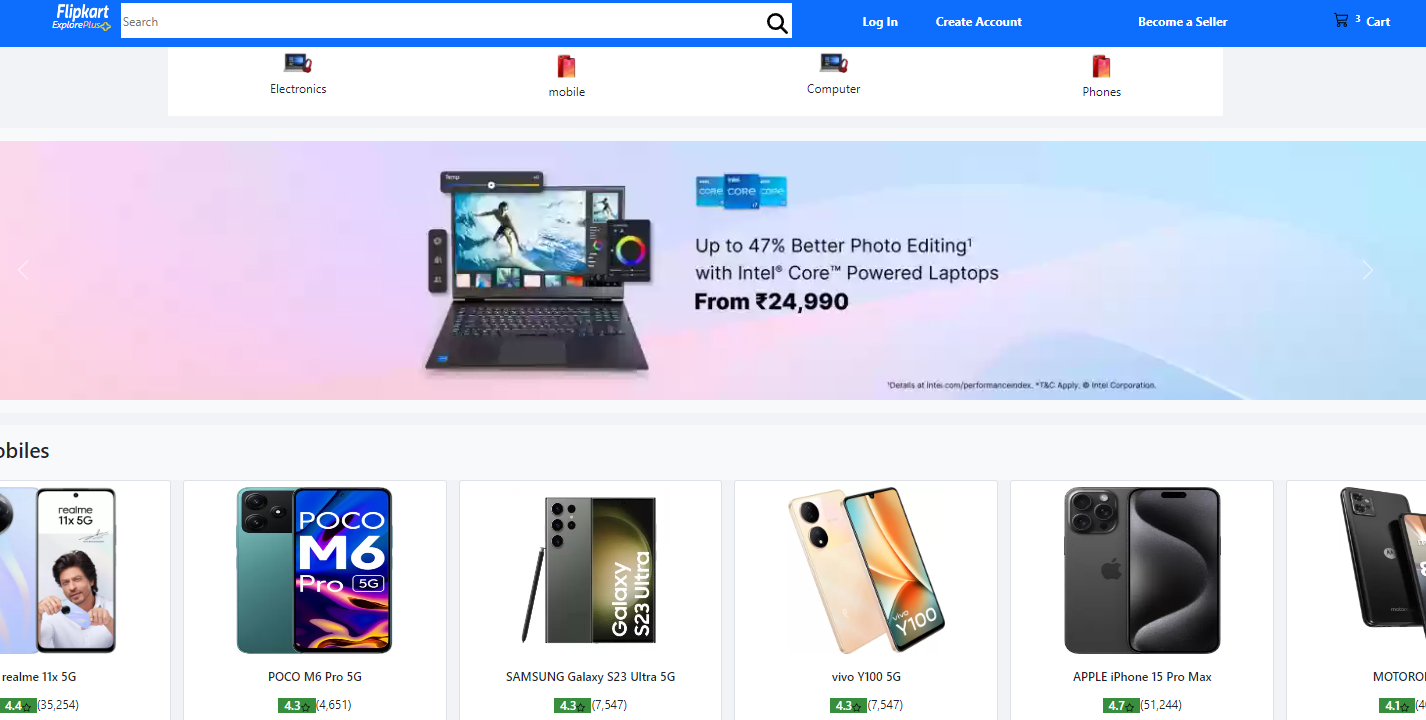 Flipkart
Explore Plus
Search
Log In
Create Account
Become a Seller
3
Cart
Electronics
mobile
Computer
Phones
Temp
intel
CORE
intel
CORE
i7
intel
CORE
Up to 47% Better Photo Editing¹
with Intel® Core™ Powered Laptops
From ₹24,990
¹Details at intel.com/performanceindex. *T&C Apply. © Intel Corporation.
obiles
realme
11x 5G
POCO
M6
Pro 5G
Galaxy
S23 Ultra
vivo
Y100
realme 11x 5G
POCO M6 Pro 5G
SAMSUNG Galaxy S23 Ultra 5G
vivo Y100 5G
APPLE iPhone 15 Pro Max
MOTORO
4.4 (35,254)
4.3 (4,651)
4.3 (7,547)
4.3 (7,547)
4.7 (51,244)
4.1